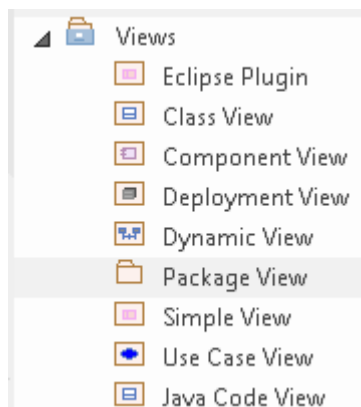 Views
Eclipse Plugin
Class View
Component View
Deployment View
Dynamic View
Package View
Simple View
Use Case View
Java Code View